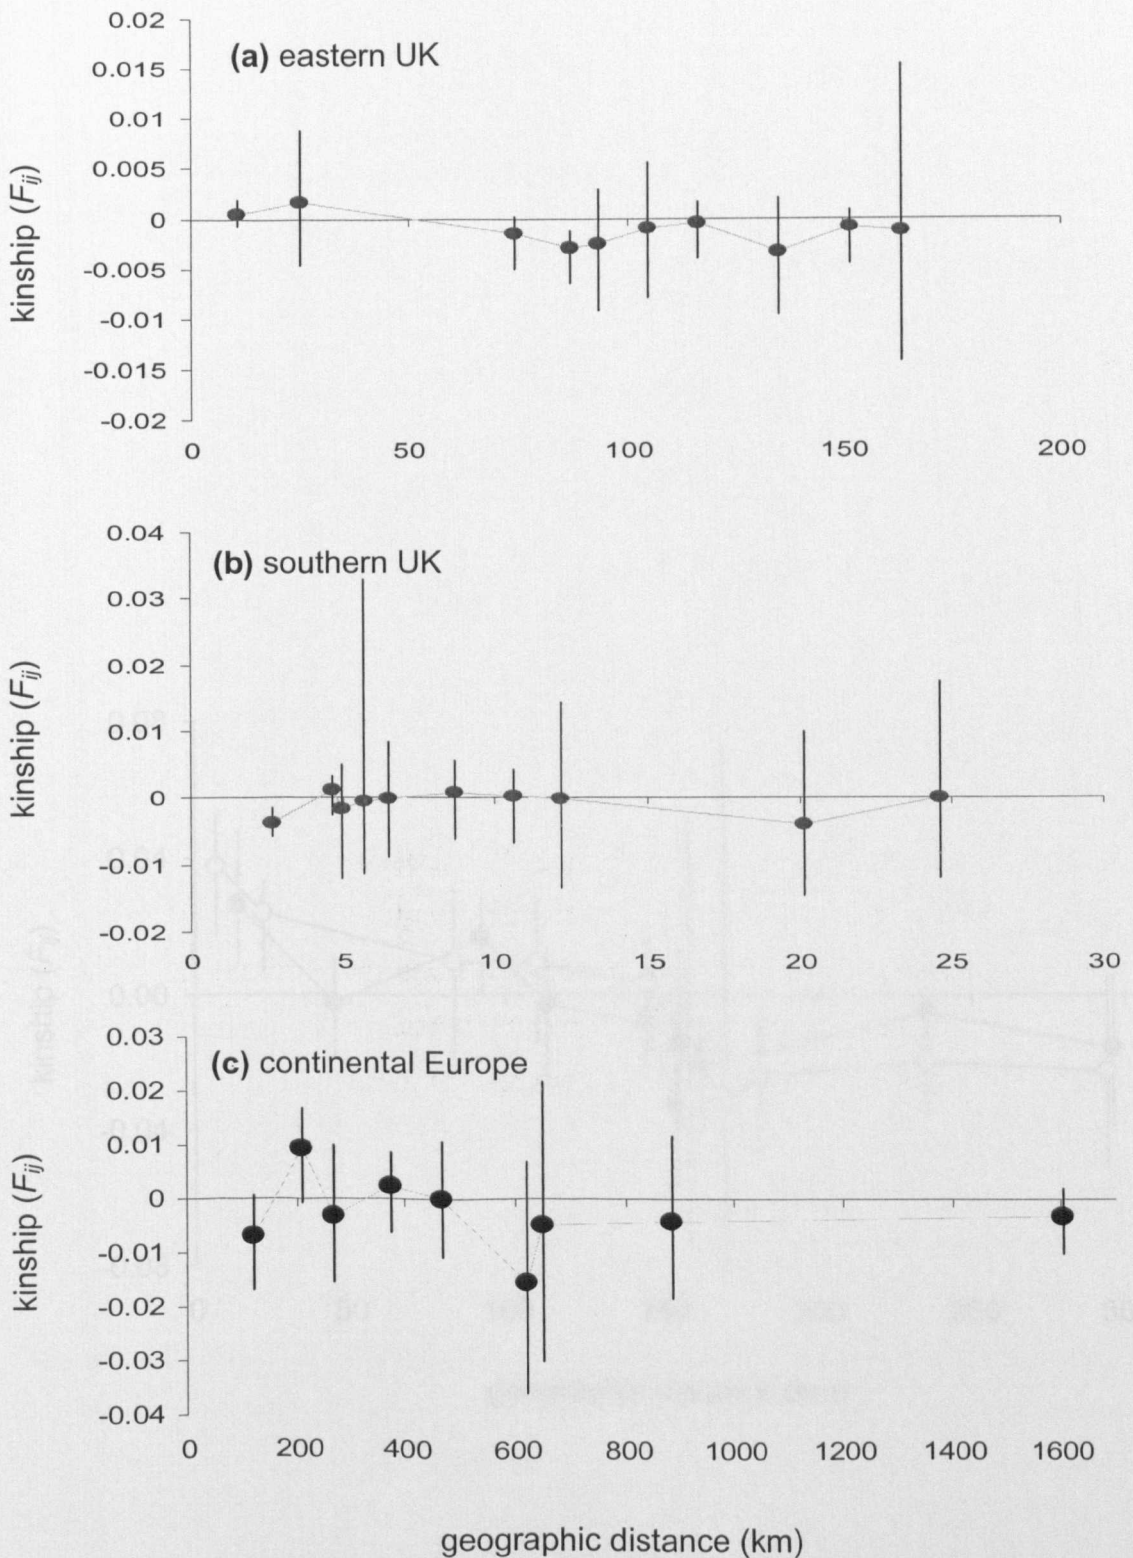 (a) eastern UK
kinship (Fij)
0.02
0.015
0.01
0.005
0
-0.005
-0.01
-0.015
-0.02
0 50 100 150 200
(b) southern UK
kinship (Fij)
0.04
0.03
0.02
0.01
0
-0.01
-0.02
0 5 10 15 20 25 30
(c) continental Europe
kinship (Fij)
0.03
0.02
0.01
0
-0.01
-0.02
-0.03
-0.04
0 200 400 600 800 1000 1200 1400 1600
geographic distance (km)